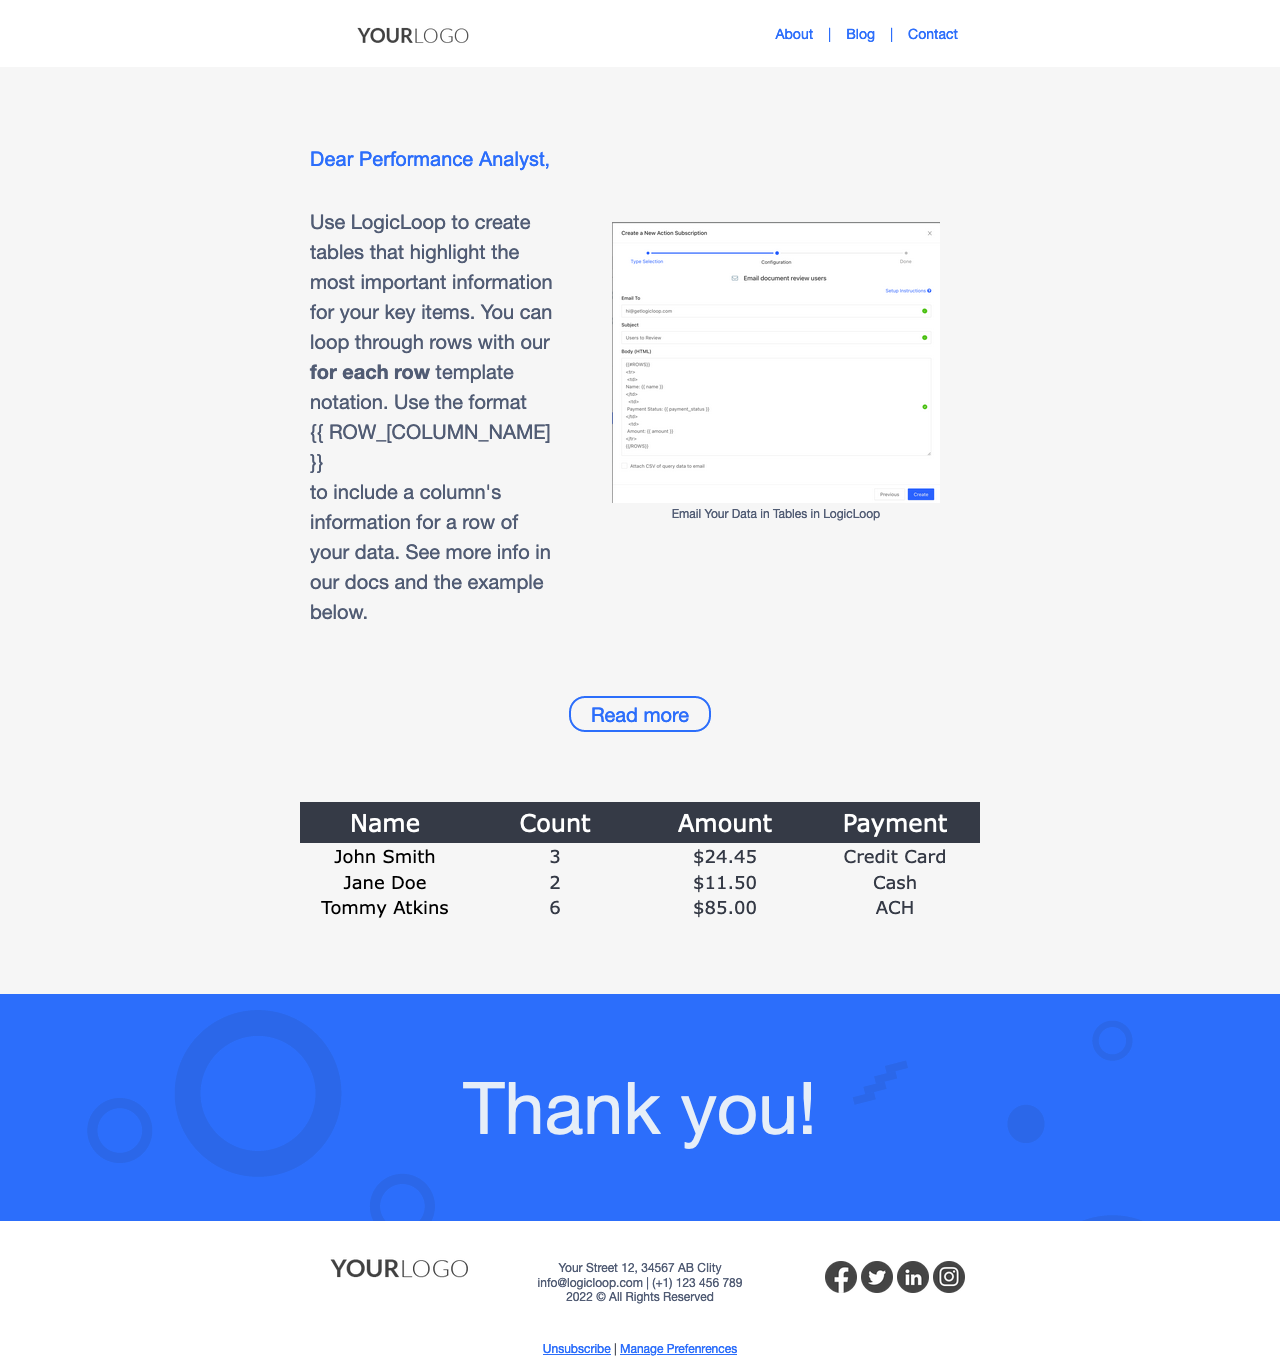 YOURLOGO
About | Blog | Contact
Dear Performance Analyst,
Use LogicLoop to create
tables that highlight the
most important information
for your key items. You can
loop through rows with our
for each row template
notation. Use the format
{{ ROW_[COLUMN_NAME]
}}
to include a column's
information for a row of
your data. See more info in
our docs and the example
below.
Create a New Action Subscription
Type Selection
Configuration
Done
Email document review users
Setup Instructions
Email To
hi@getlogicloop.com
Subject
Users to Review
Body (HTML)
{{#ROWS}}
<tr>
<td>
Name: {{ name }}
</td>
<td>
Payment Status: {{ payment_status }}
</td>
<td>
Amount: {{ amount }}
</tr>
{{/ROWS}}
Attach CSV of query data to email
Previous
Create
Email Your Data in Tables in LogicLoop
Read more
Name Count Amount Payment
John Smith 3 $24.45 Credit Card
Jane Doe 2 $11.50 Cash
Tommy Atkins 6 $85.00 ACH
Thank you!
YOURLOGO
Your Street 12, 34567 AB Clity
info@logicloop.com | (+1) 123 456 789
2022 © All Rights Reserved
Unsubscribe | Manage Prefenrences